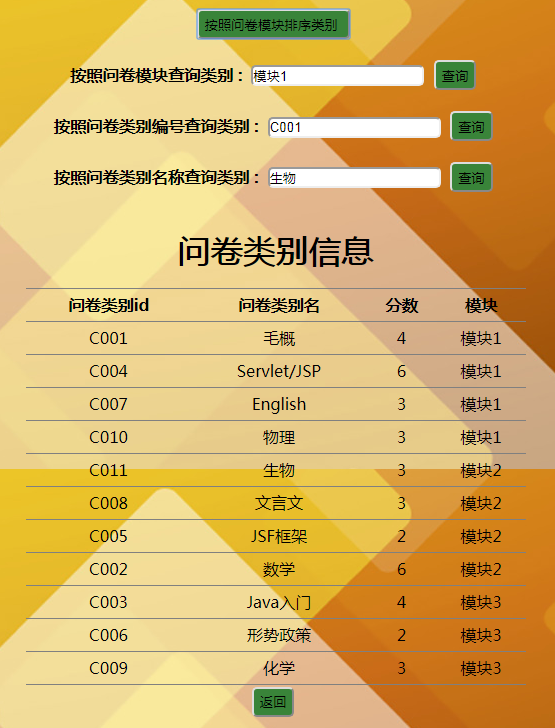 按照问卷模块排序类别
按照问卷模块查询类别： 模块1 查询
按照问卷类别编号查询类别： C001 查询
按照问卷类别名称查询类别： 生物 查询
问卷类别信息
问卷类别id 问卷类别名 分数 模块
C001 毛概 4 模块1
C004 Servlet/JSP 6 模块1
C007 English 3 模块1
C010 物理 3 模块1
C011 生物 3 模块2
C008 文言文 3 模块2
C005 JSF框架 2 模块2
C002 数学 6 模块2
C003 Java入门 4 模块3
C006 形势政策 2 模块3
C009 化学 3 模块3
返回